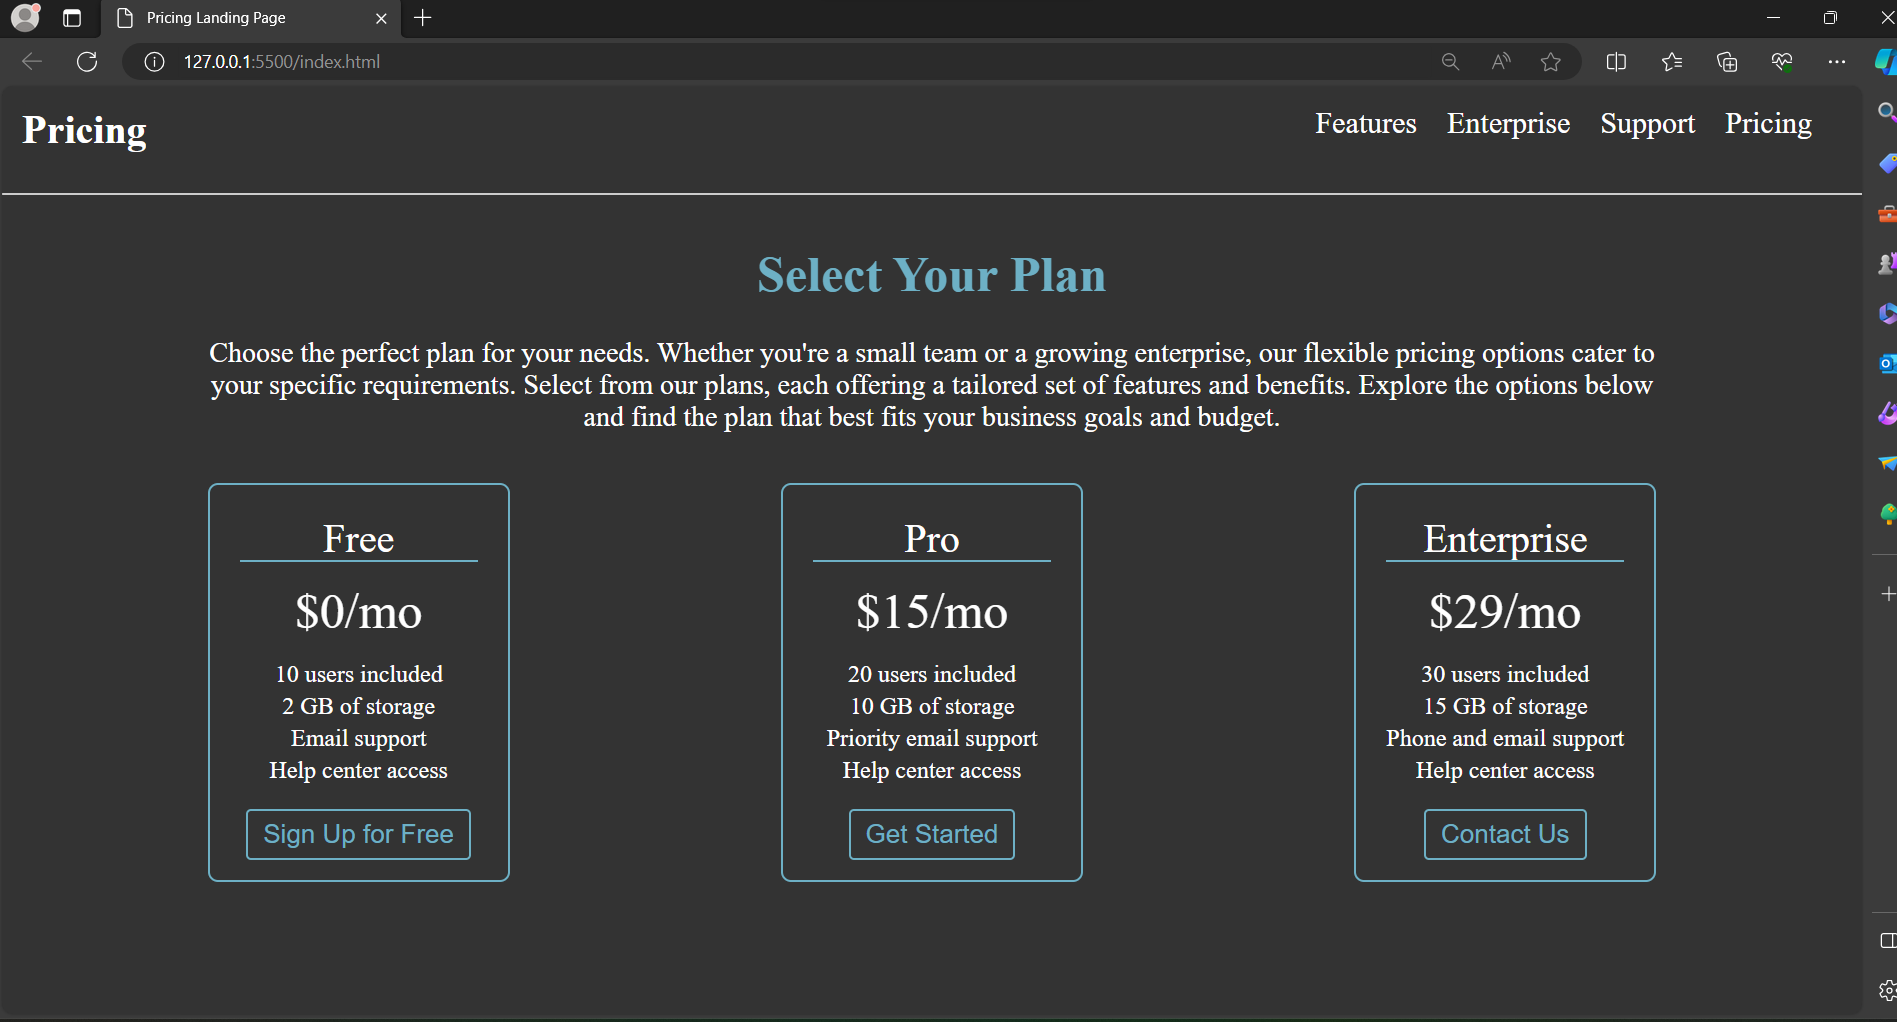 Pricing Landing Page
127.0.0.1:5500/index.html
Pricing
Features Enterprise Support Pricing
Select Your Plan
Choose the perfect plan for your needs. Whether you're a small team or a growing enterprise, our flexible pricing options cater to
your specific requirements. Select from our plans, each offering a tailored set of features and benefits. Explore the options below
and find the plan that best fits your business goals and budget.
Free
$0/mo
10 users included
2 GB of storage
Email support
Help center access
Sign Up for Free
Pro
$15/mo
20 users included
10 GB of storage
Priority email support
Help center access
Get Started
Enterprise
$29/mo
30 users included
15 GB of storage
Phone and email support
Help center access
Contact Us